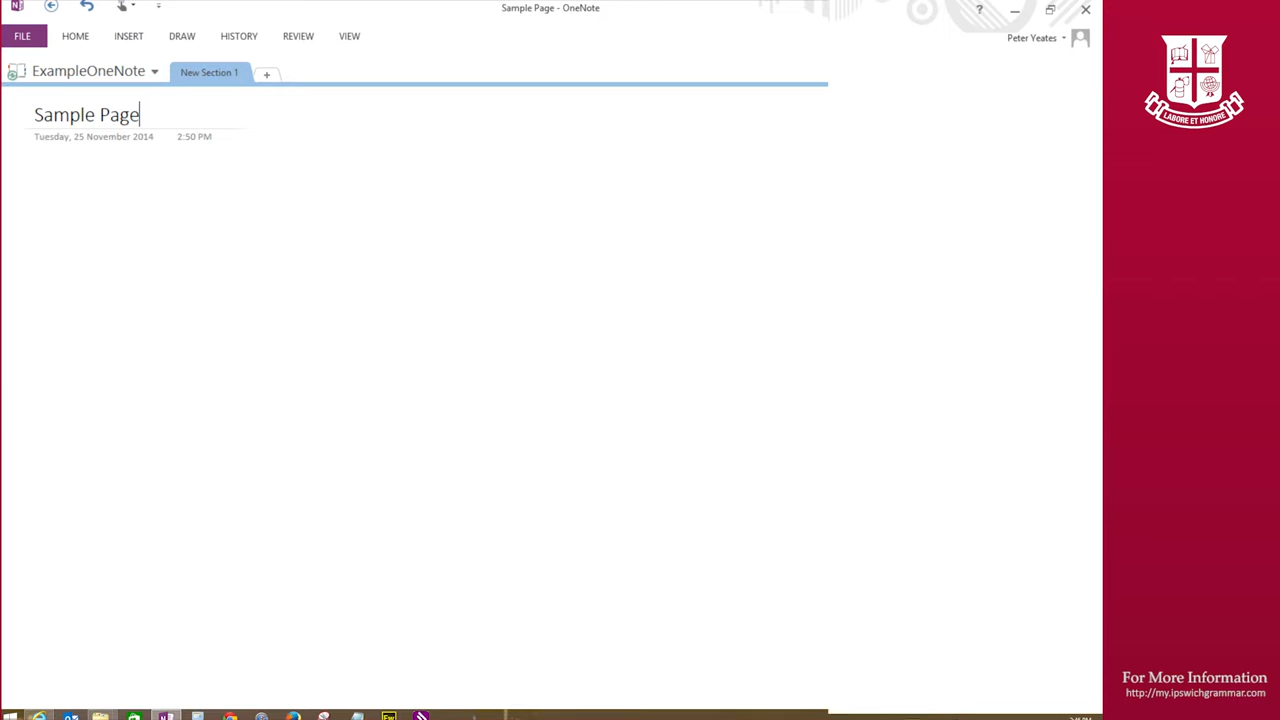 Sample Page - OneNote
?
FILE HOME INSERT DRAW HISTORY REVIEW VIEW
Peter Yeates
ExampleOneNote
New Section 1
+
Sample Page
Tuesday, 25 November 2014 2:50 PM
LABORE ET HONORE
For More Information
http://my.ipswichgrammar.com